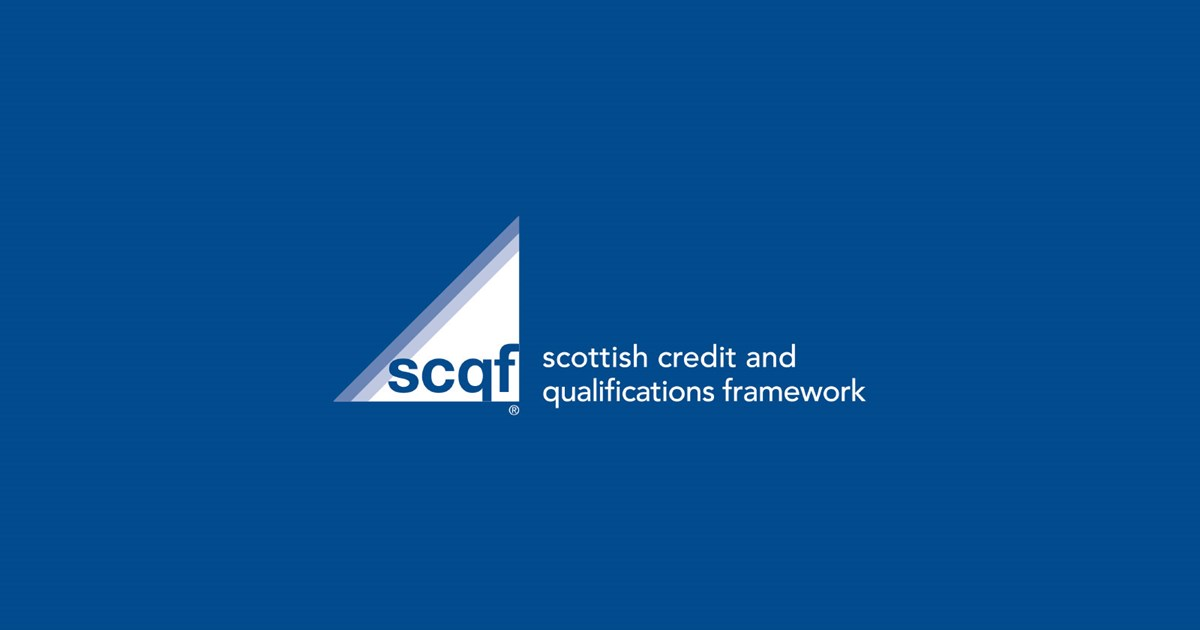 scqf
®
scottish credit and
qualifications framework